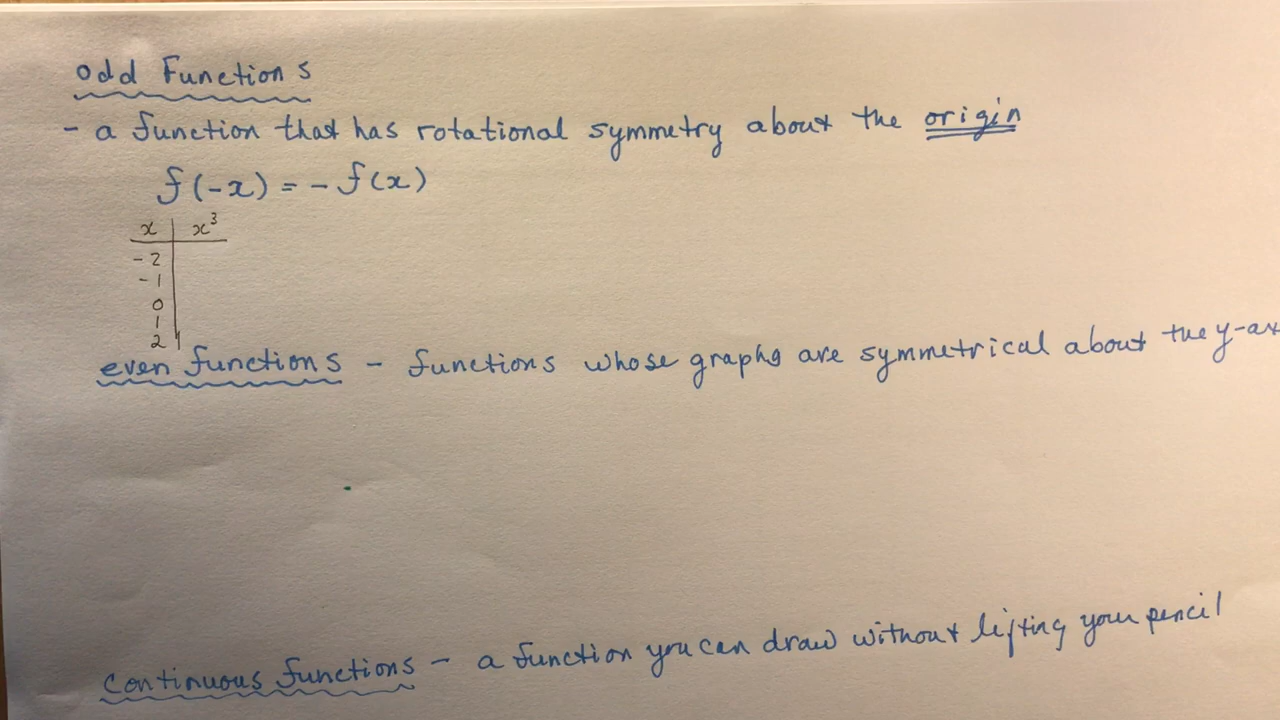 odd Functions
- a function that has rotational symmetry about the origin
f(-x) = - f(x)
x | x³
-2
-1
0
1
2
even functions - functions whose graphs are symmetrical about the
continuous functions - a function you can draw without lifting your pencil